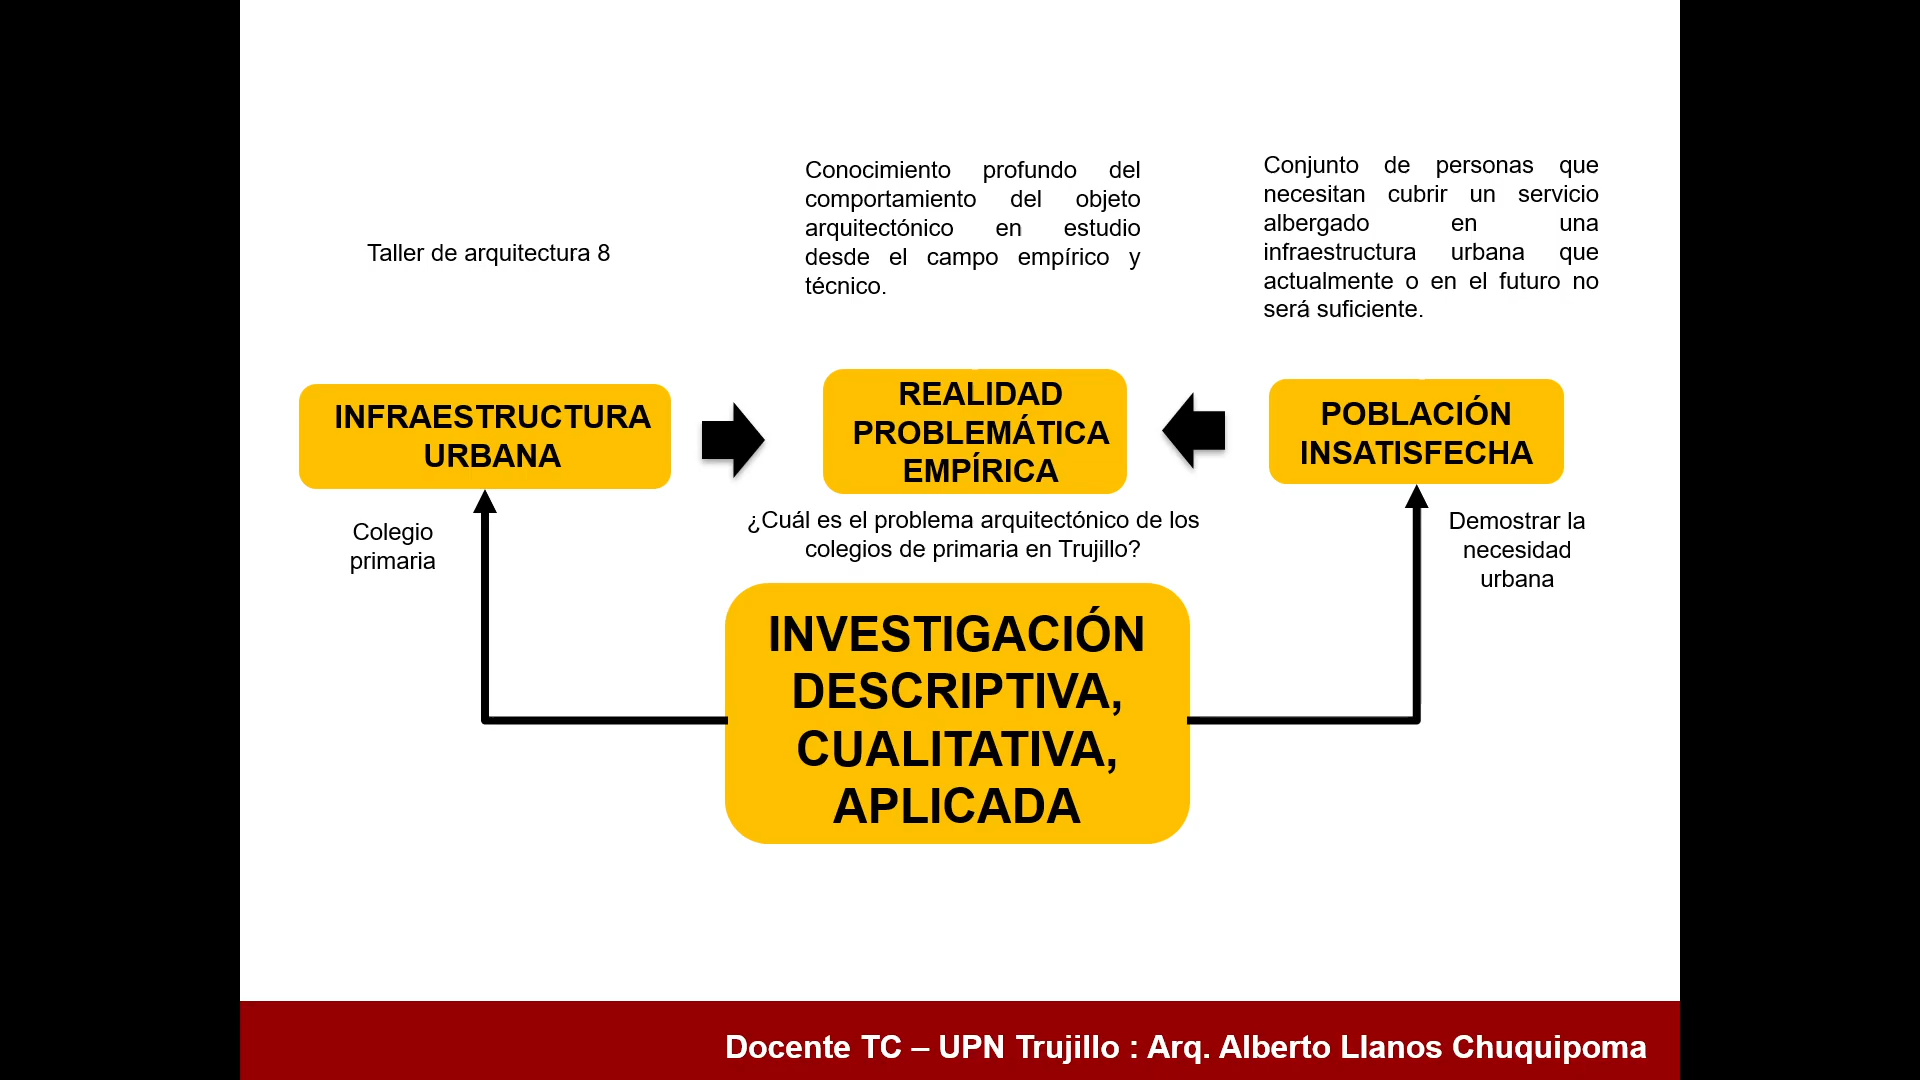 Taller de arquitectura 8
Conocimiento profundo del
comportamiento del objeto
arquitectónico en estudio
desde el campo empírico y
técnico.
Conjunto de personas que
necesitan cubrir un servicio
albergado en una
infraestructura urbana que
actualmente o en el futuro no
será suficiente.
INFRAESTRUCTURA
URBANA
REALIDAD
PROBLEMÁTICA
EMPÍRICA
POBLACIÓN
INSATISFECHA
Colegio
primaria
¿Cuál es el problema arquitectónico de los
colegios de primaria en Trujillo?
Demostrar la
necesidad
urbana
INVESTIGACIÓN
DESCRIPTIVA,
CUALITATIVA,
APLICADA
Docente TC – UPN Trujillo : Arq. Alberto Llanos Chuquipoma